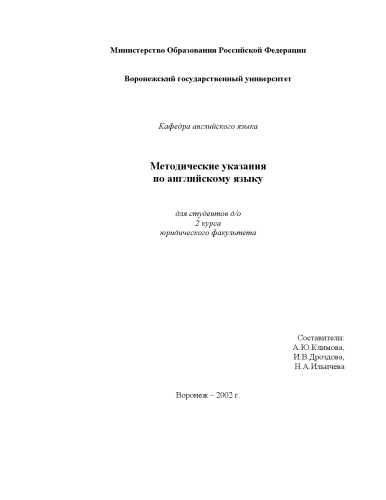 Министерство Образования Российской Федерации
Воронежский государственный университет
Кафедра английского языка
Методические указания
по английскому языку
для студентов д/о
2 курса
юридического факультета
Составители:
А.Ю.Климова,
И.В.Дроздова,
Н.А.Ильичева
Воронеж – 2002 г.